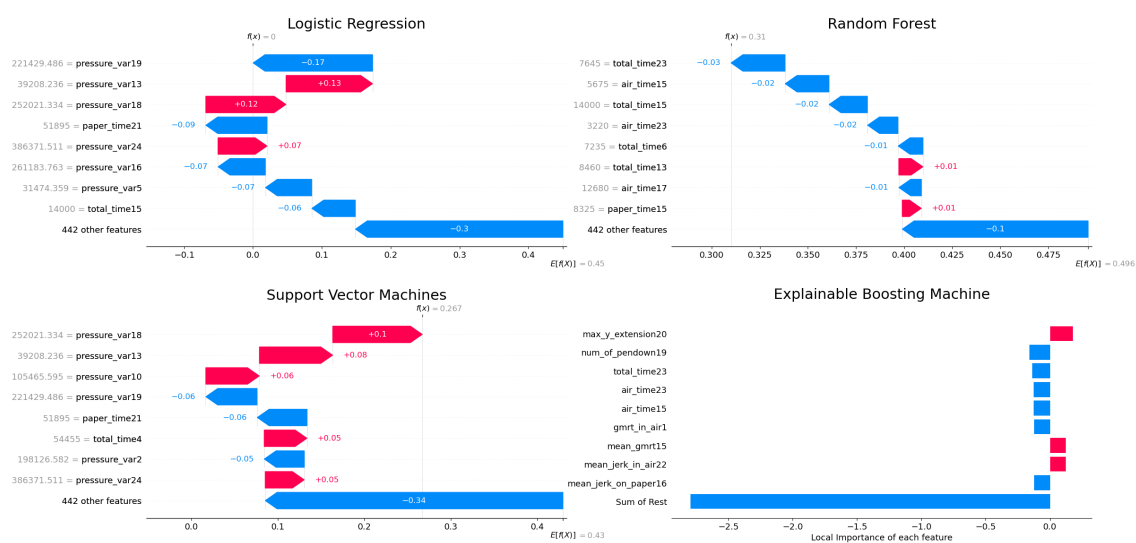 Logistic Regression
f(x) = 0
221429.486 = pressure_var19
−0.17
39208.236 = pressure_var13
+0.13
252021.334 = pressure_var18
+0.12
51895 = paper_time21
−0.09
386371.511 = pressure_var24
+0.07
261183.763 = pressure_var16
−0.07
31474.359 = pressure_var5
−0.07
14000 = total_time15
−0.06
442 other features
−0.3
−0.1 0.0 0.1 0.2 0.3 0.4
E[f(X)] = 0.45
Random Forest
f(x) = 0.31
7645 = total_time23
−0.03
5675 = air_time15
−0.02
14000 = total_time15
−0.02
3220 = air_time23
−0.02
7235 = total_time6
−0.01
8460 = total_time13
+0.01
12680 = air_time17
−0.01
8325 = paper_time15
+0.01
442 other features
−0.1
0.300 0.325 0.350 0.375 0.400 0.425 0.450 0.475
E[f(X)] = 0.496
Support Vector Machines
f(x) = 0.267
252021.334 = pressure_var18
+0.1
39208.236 = pressure_var13
+0.08
105465.595 = pressure_var10
+0.06
221429.486 = pressure_var19
−0.06
51895 = paper_time21
−0.06
54455 = total_time4
+0.05
198126.582 = pressure_var2
−0.05
386371.511 = pressure_var24
+0.05
442 other features
−0.34
0.0 0.1 0.2 0.3 0.4
E[f(X)] = 0.43
Explainable Boosting Machine
max_y_extension20
num_of_pendown19
total_time23
air_time23
air_time15
gmrt_in_air1
mean_gmrt15
mean_jerk_in_air22
mean_jerk_on_paper16
Sum of Rest
−2.5 −2.0 −1.5 −1.0 −0.5 0.0
Local Importance of each feature